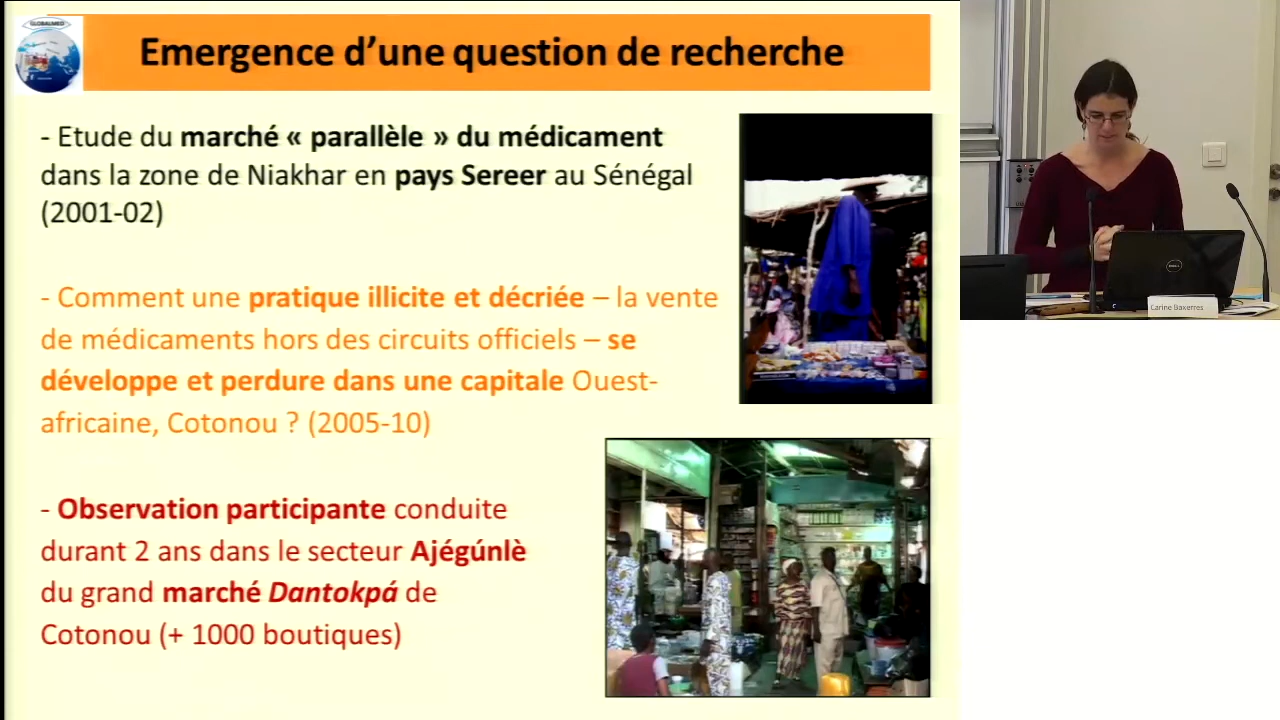 GLOBALMED
Emergence d'une question de recherche
- Etude du marché « parallèle » du médicament
dans la zone de Niakhar en pays Sereer au Sénégal
(2001-02)
- Comment une pratique illicite et décriée – la vente
de médicaments hors des circuits officiels – se
développe et perdure dans une capitale Ouest-
africaine, Cotonou ? (2005-10)
- Observation participante conduite
durant 2 ans dans le secteur Ajégúnlè
du grand marché Dantokpá de
Cotonou (+ 1000 boutiques)
DELL
Carine Baxerres